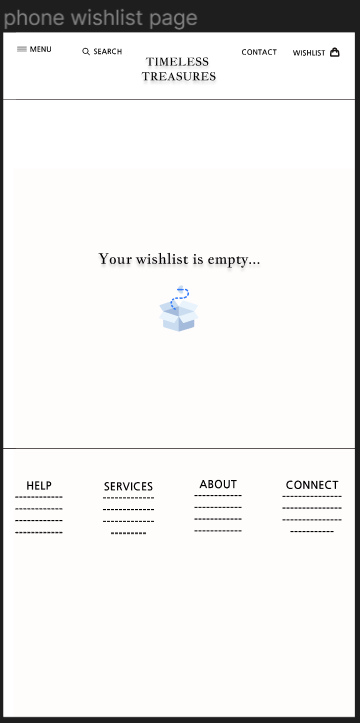 phone wishlist page
MENU
SEARCH
TIMELESS
TREASURES
CONTACT
WISHLIST
Your wishlist is empty...
HELP
SERVICES
ABOUT
CONNECT